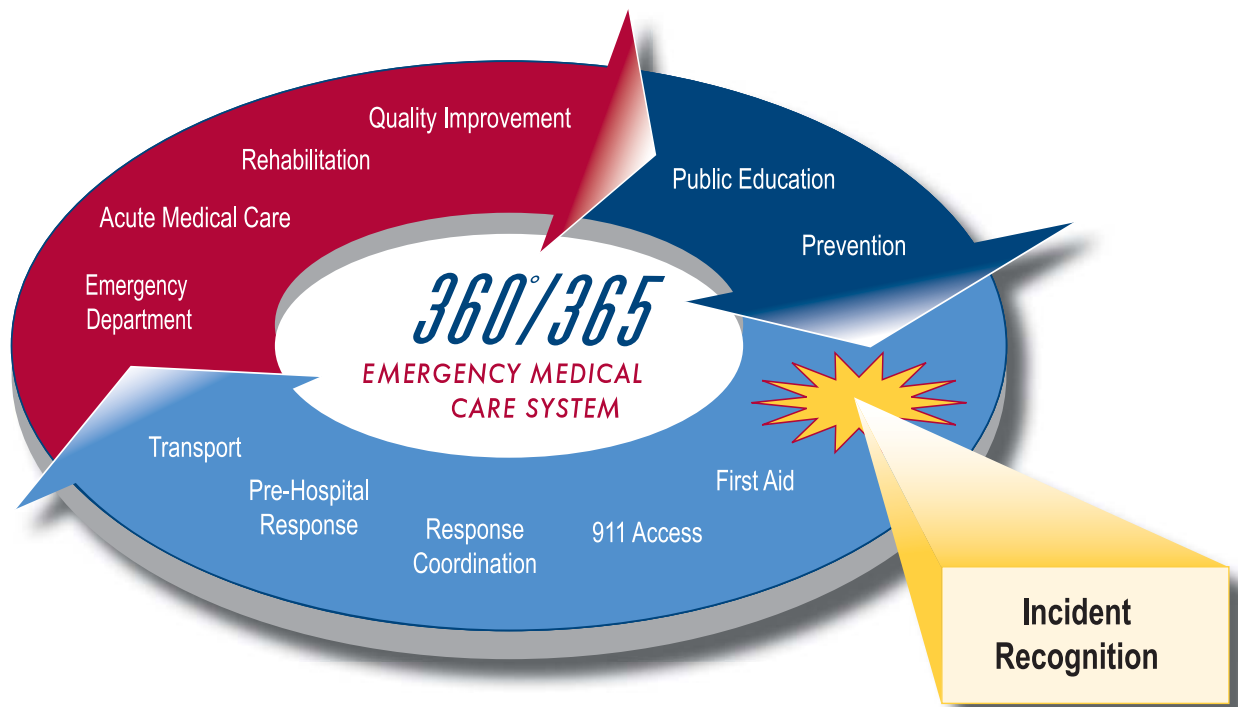 Quality Improvement
Rehabilitation
Acute Medical Care
Emergency
Department
Public Education
Prevention
360°/365
EMERGENCY MEDICAL
CARE SYSTEM
First Aid
911 Access
Response
Coordination
Pre-Hospital
Response
Transport
Incident
Recognition